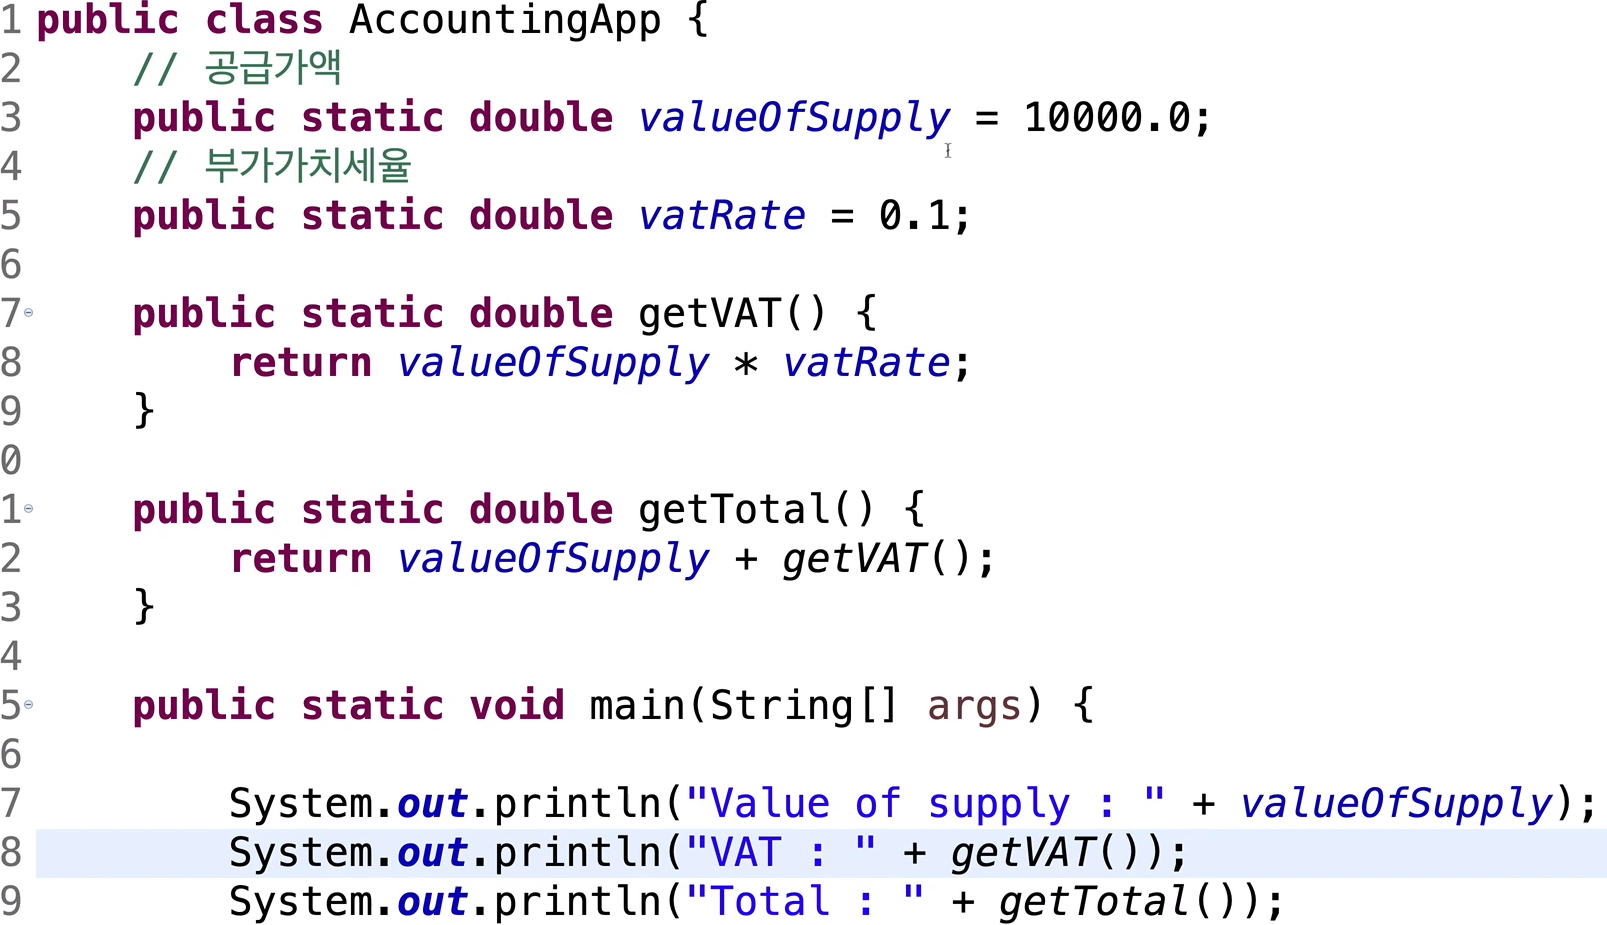 1 public class AccountingApp {
2 // 공급가액
3 public static double valueOfSupply = 10000.0;
4 // 부가가치세율
5 public static double vatRate = 0.1;
6
7 public static double getVAT() {
8 return valueOfSupply * vatRate;
9 }
0
1 public static double getTotal() {
2 return valueOfSupply + getVAT();
3 }
4
5 public static void main(String[] args) {
6
7 System.out.println("Value of supply : " + valueOfSupply);
8 System.out.println("VAT : " + getVAT());
9 System.out.println("Total : " + getTotal());